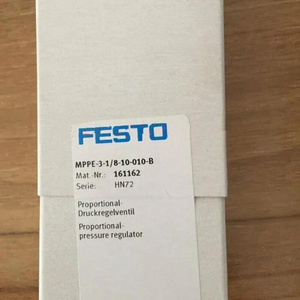 FESTO
MPPE-3-1/8-10-010-B
Mat.-Nr.: 161162
Serie: HN72
Proportional-
Druckregelventil
Proportional-
pressure regulator